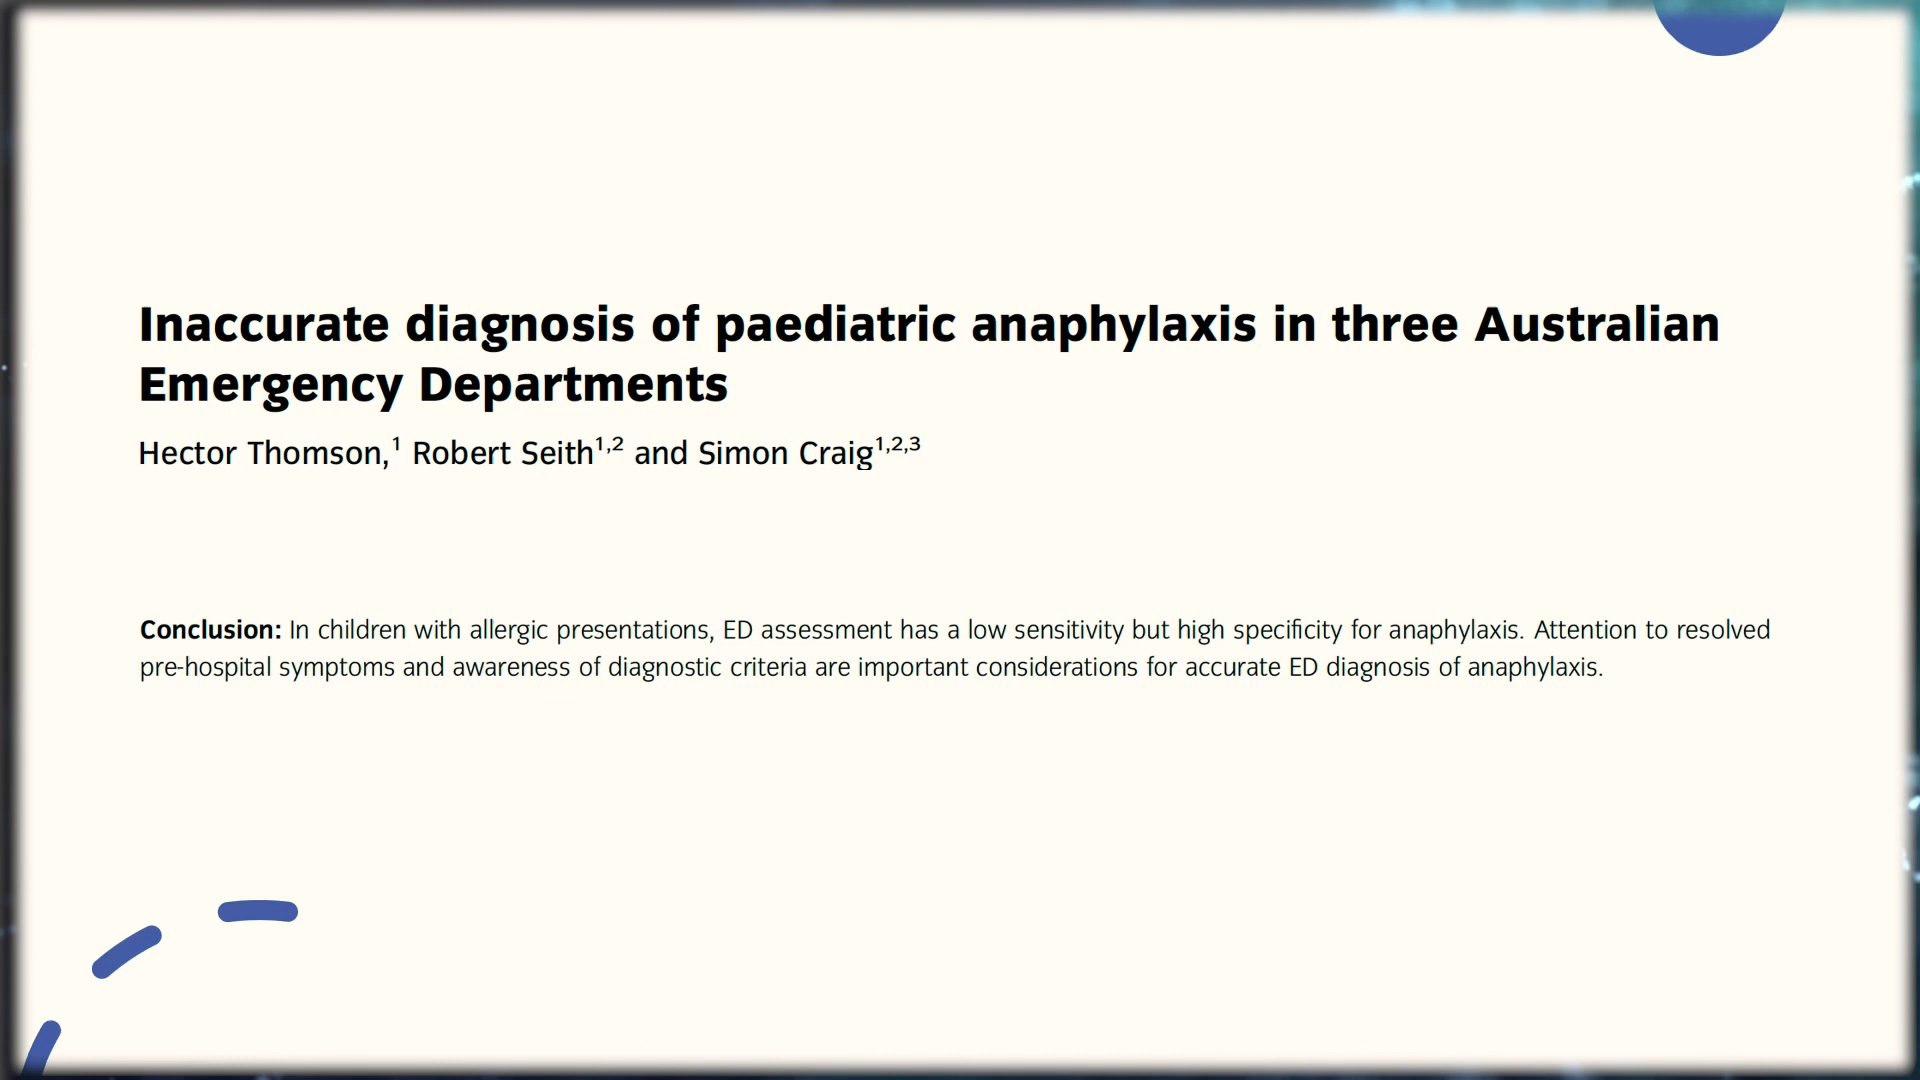 Inaccurate diagnosis of paediatric anaphylaxis in three Australian
Emergency Departments
Hector Thomson,¹ Robert Seith¹,² and Simon Craig¹,²,³
Conclusion: In children with allergic presentations, ED assessment has a low sensitivity but high specificity for anaphylaxis. Attention to resolved
pre-hospital symptoms and awareness of diagnostic criteria are important considerations for accurate ED diagnosis of anaphylaxis.